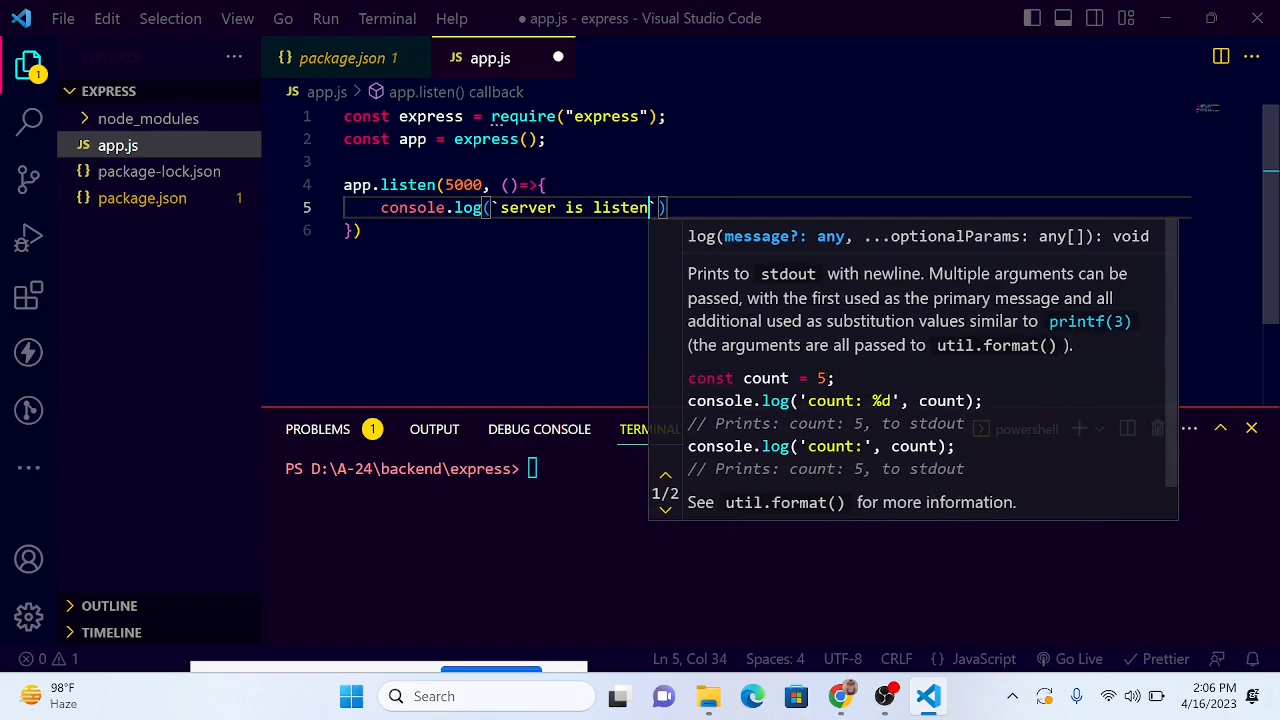 File Edit Selection View Go Run Terminal Help ● app.js - express - Visual Studio Code
package.json 1 JS app.js
JS app.js > app.listen() callback
1
EXPRESS
node_modules
JS app.js
{} package-lock.json
{} package.json 1
OUTLINE
TIMELINE
1 const express = require("express");
2 const app = express();
3
4 app.listen(5000, ()=>{
5 console.log(`server is listen`)
6 })
log(message?: any, ...optionalParams: any[]): void
Prints to stdout with newline. Multiple arguments can be
passed, with the first used as the primary message and all
additional used as substitution values similar to printf(3)
(the arguments are all passed to util.format() ).
const count = 5;
console.log('count: %d', count);
// Prints: count: 5, to stdout
console.log('count:', count);
// Prints: count: 5, to stdout
1/2
See util.format() for more information.
PROBLEMS 1 OUTPUT DEBUG CONSOLE TERMINAL powershell
PS D:\A-24\backend\express>
0 1 Ln 5, Col 34 Spaces: 4 UTF-8 CRLF {} JavaScript Go Live Prettier
98°F
Haze
Search
2:06 PM
4/16/2023